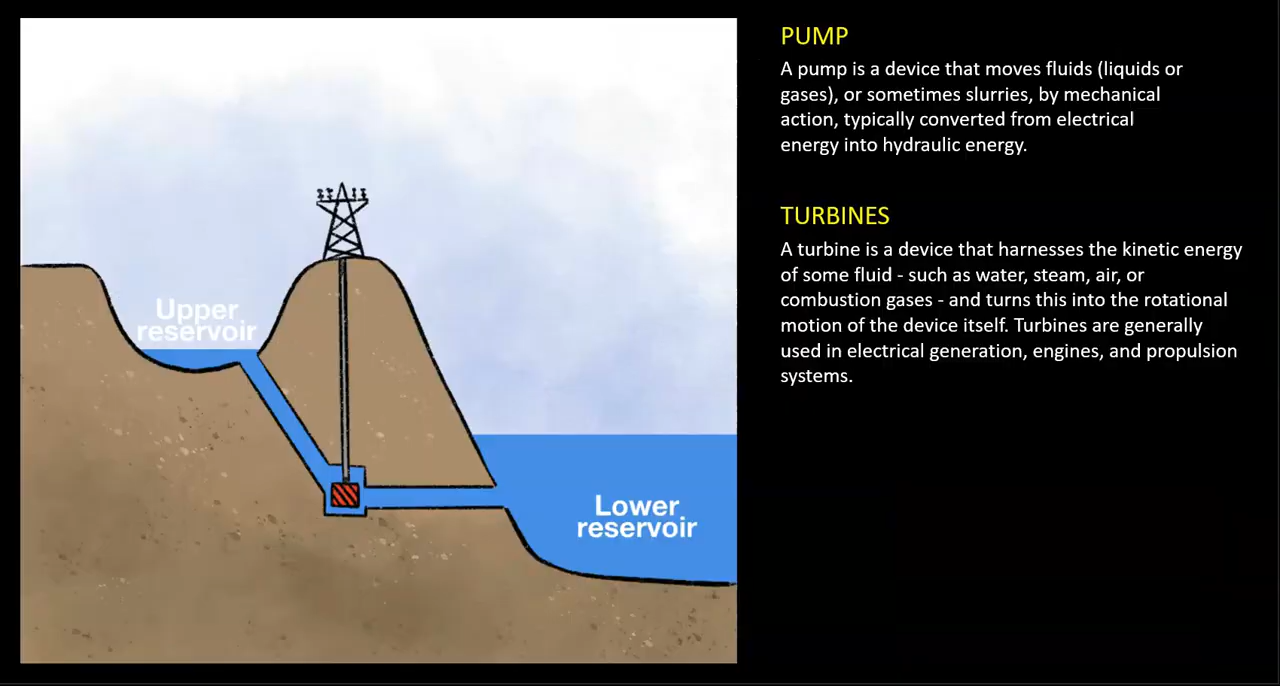 Upper
reservoir
Lower
reservoir
PUMP
A pump is a device that moves fluids (liquids or
gases), or sometimes slurries, by mechanical
action, typically converted from electrical
energy into hydraulic energy.
TURBINES
A turbine is a device that harnesses the kinetic energy
of some fluid - such as water, steam, air, or
combustion gases - and turns this into the rotational
motion of the device itself. Turbines are generally
used in electrical generation, engines, and propulsion
systems.